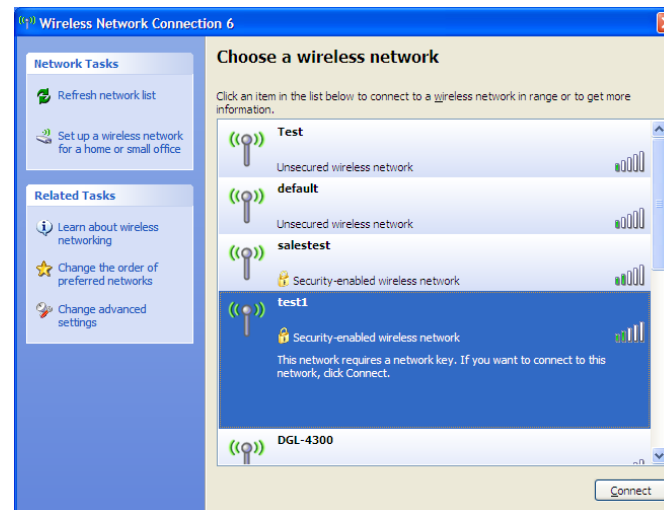 Wireless Network Connection 6
Network Tasks
Refresh network list
Set up a wireless network
for a home or small office
Related Tasks
Learn about wireless
networking
Change the order of
preferred networks
Change advanced
settings
Choose a wireless network
Click an item in the list below to connect to a wireless network in range or to get more
information.
Test
Unsecured wireless network
default
Unsecured wireless network
salestest
Security-enabled wireless network
test1
Security-enabled wireless network
This network requires a network key. If you want to connect to this
network, click Connect.
DGL-4300
Connect